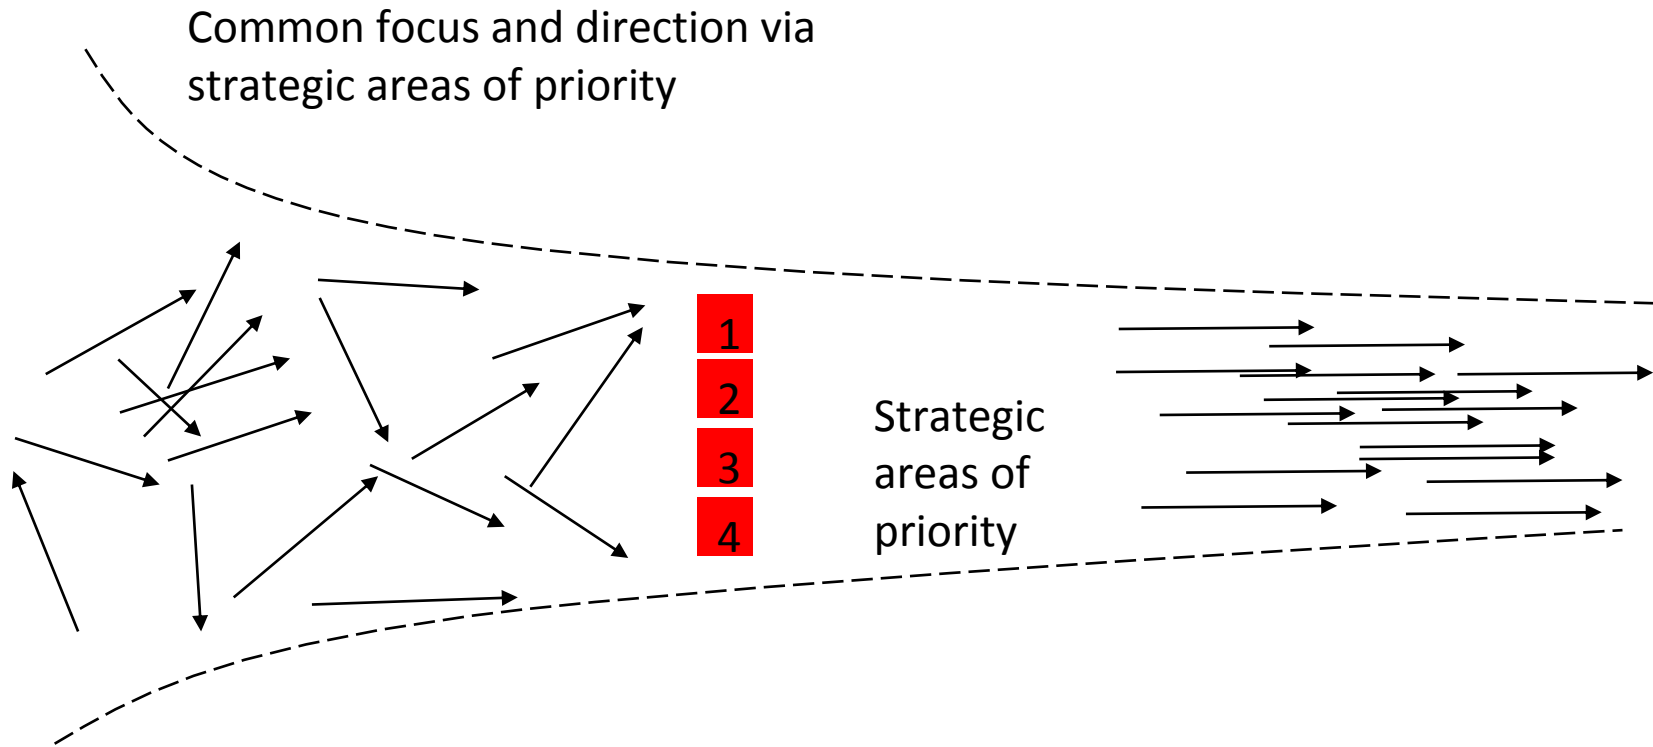 Common focus and direction via
strategic areas of priority
1
2
3
4
Strategic
areas of
priority